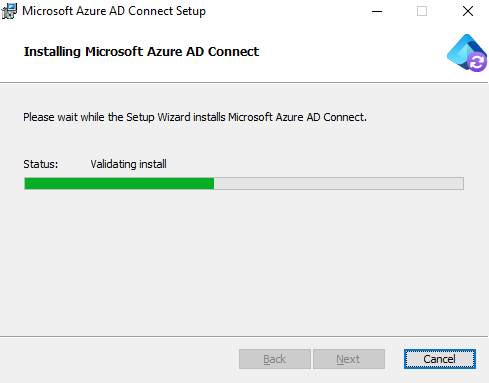 Microsoft Azure AD Connect Setup
Installing Microsoft Azure AD Connect
Please wait while the Setup Wizard installs Microsoft Azure AD Connect.
Status: Validating install
Back Next Cancel